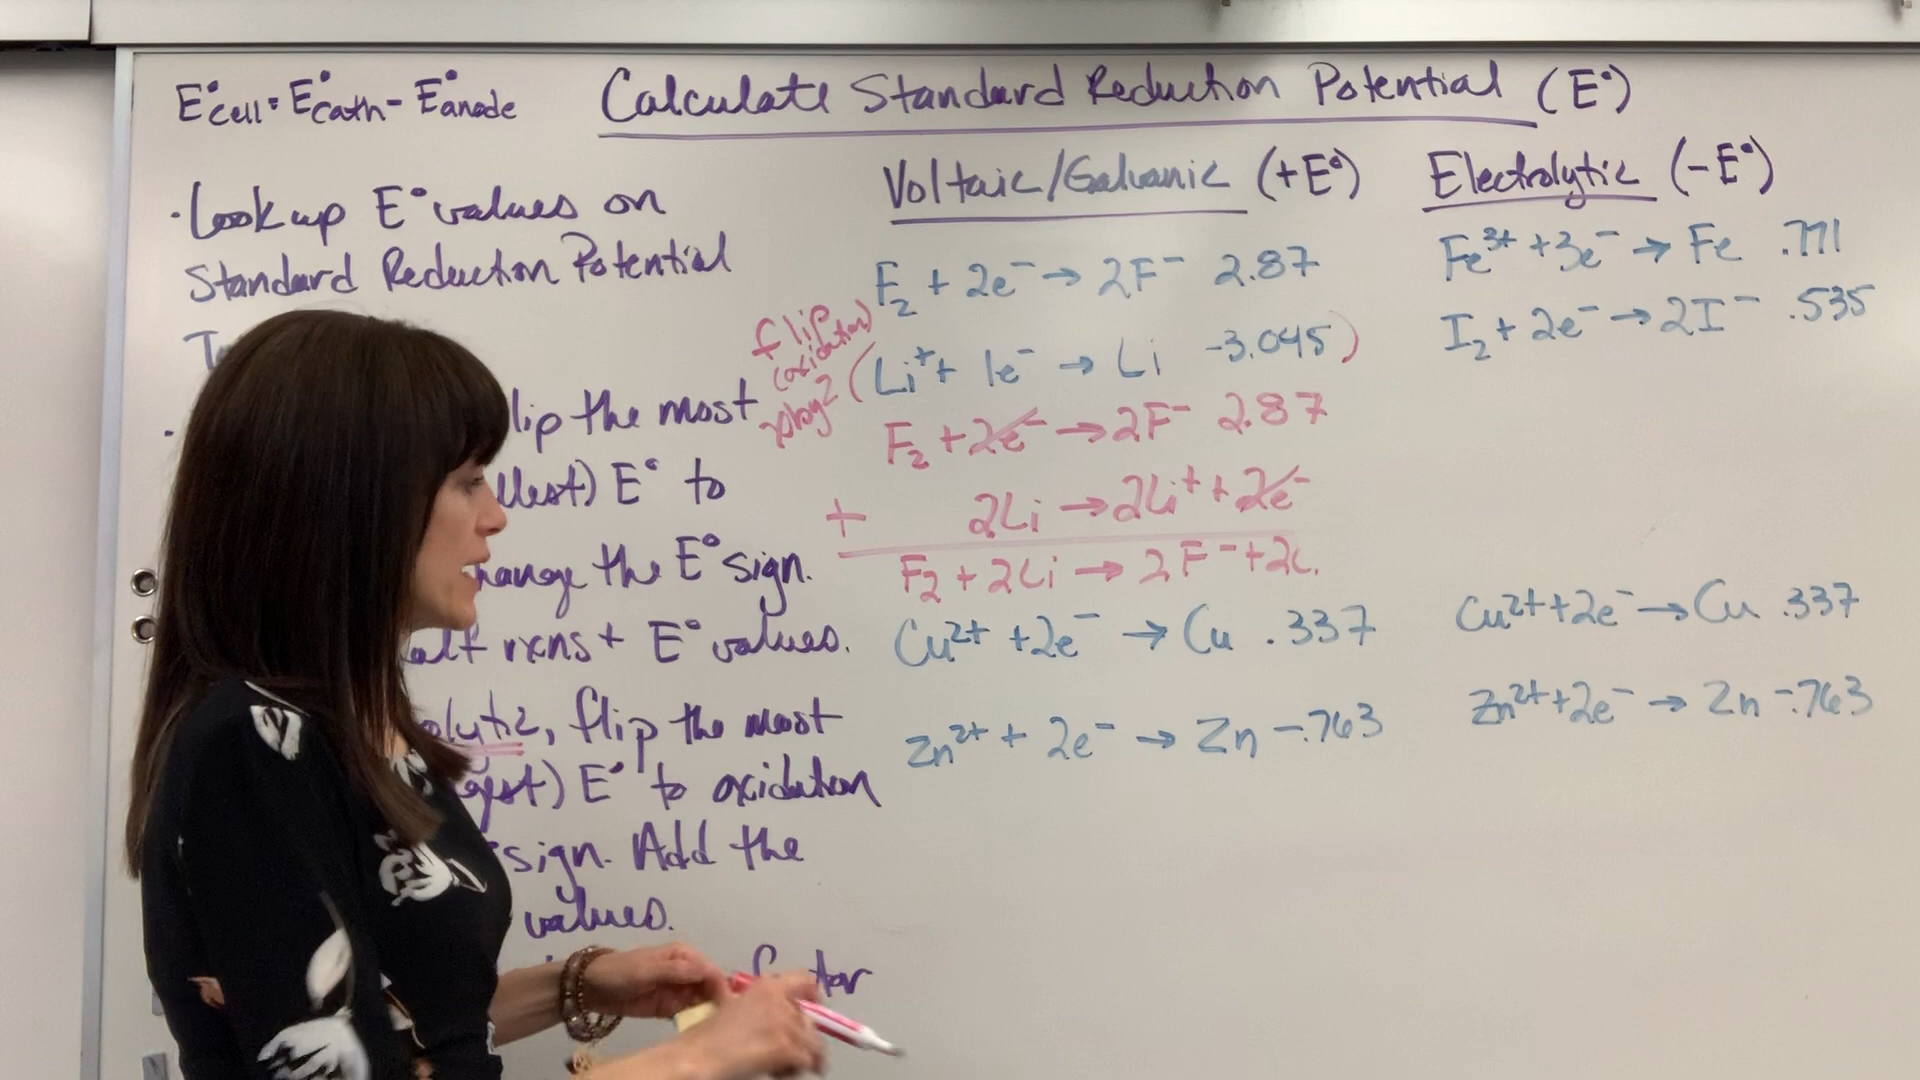 E°cell = E°cath - E°anode
Calculate Standard Reduction Potential (E°)
• Look up E° values on
Standard Reduction Potential
lip the most
llest) E° to
hange the E° sign.
alf rxns + E° values.
olytic, flip the most
gest) E° to oxidation
sign. Add the
values.
Voltaic/Galvanic (+E°)
F₂ + 2e⁻ → 2F⁻ 2.87
flip
(oxidation)
2 (Li⁺ + 1e⁻ → Li -3.045)
F₂ + 2e⁻ → 2F⁻ 2.87
+ 2Li → 2Li⁺ + 2e⁻
F₂ + 2Li → 2F⁻ + 2L
Cu²⁺ + 2e⁻ → Cu .337
Zn²⁺ + 2e⁻ → Zn -.763
Electrolytic (-E°)
Fe³⁺ + 3e⁻ → Fe .771
I₂ + 2e⁻ → 2I⁻ .535
Cu²⁺ + 2e⁻ → Cu .337
Zn²⁺ + 2e⁻ → Zn -.763